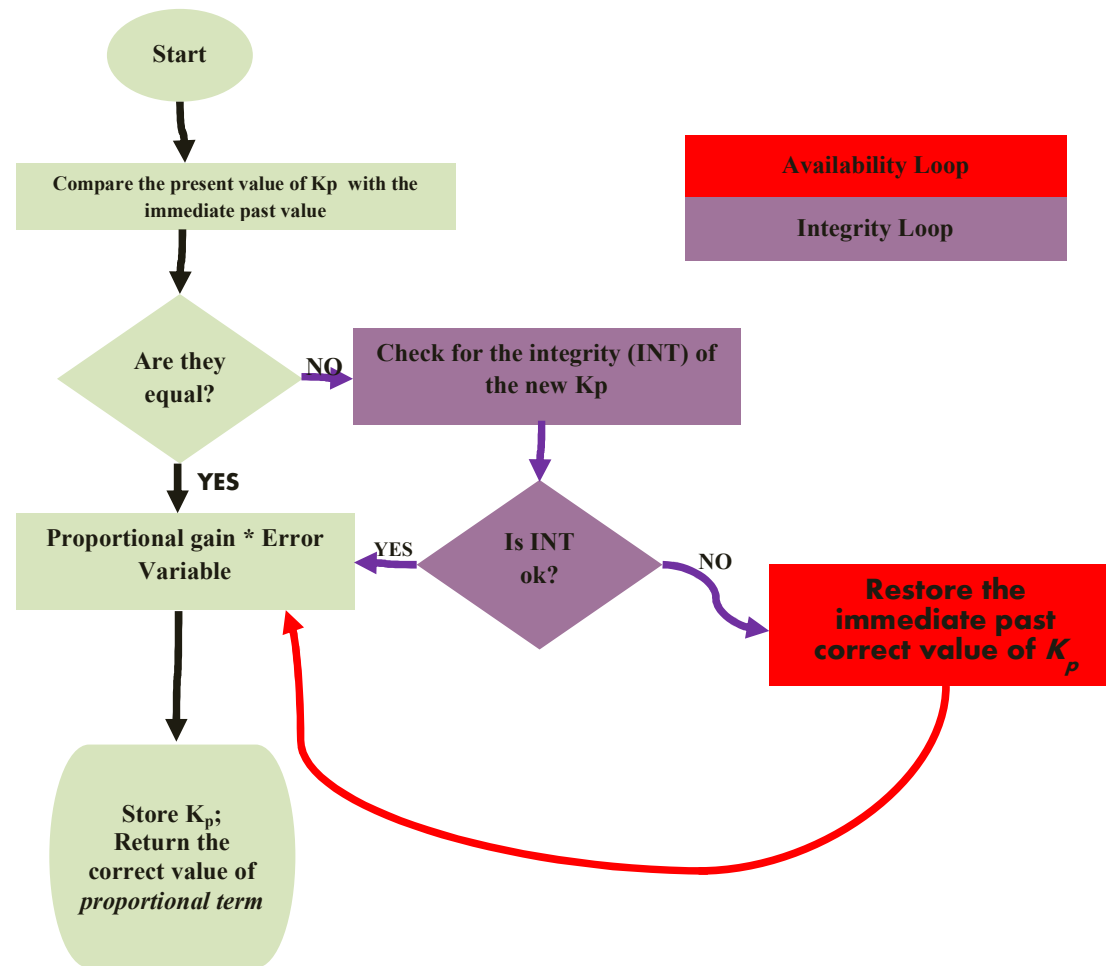 Start
Compare the present value of Kp with the
immediate past value
Availability Loop
Integrity Loop
Are they
equal?
NO
Check for the integrity (INT) of
the new Kp
YES
Proportional gain * Error
Variable
YES
Is INT
ok?
NO
Restore the
immediate past
correct value of Kp
Store Kp;
Return the
correct value of
proportional term